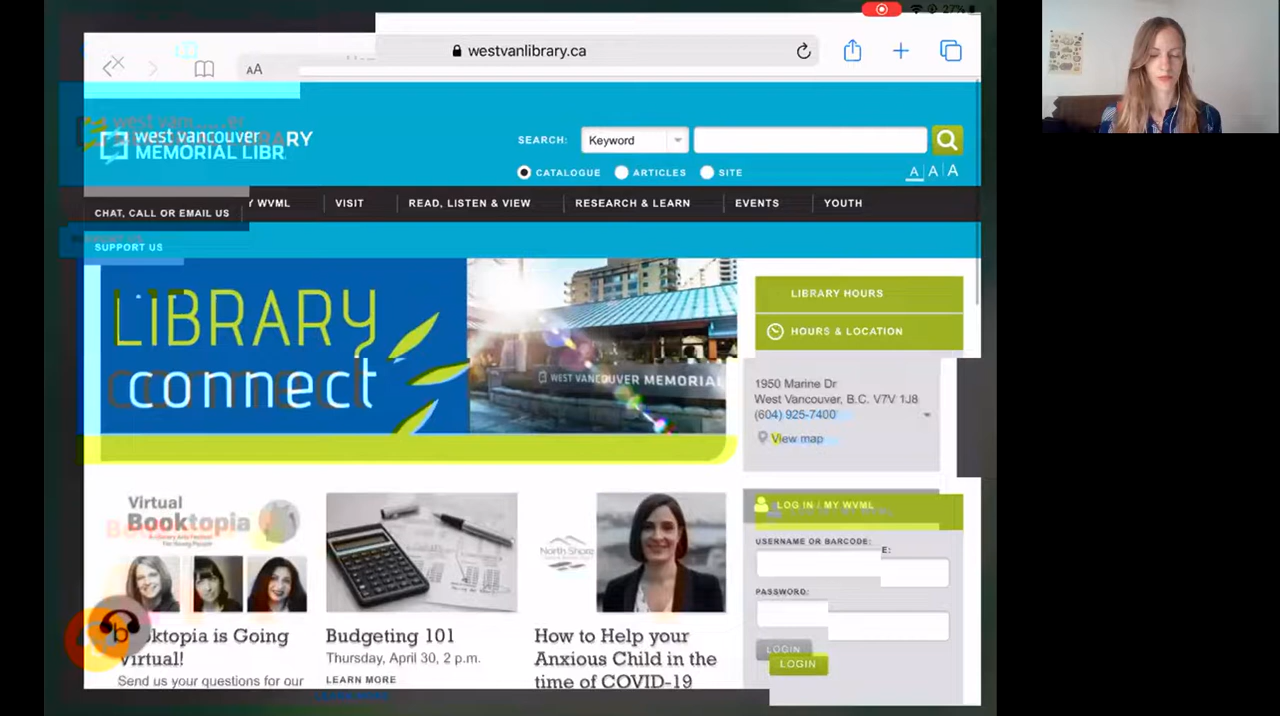 27%
westvanlibrary.ca
AA
west vancouver
MEMORIAL LIBR
SEARCH: Keyword
CATALOGUE ARTICLES SITE
A A A
CHAT, CALL OR EMAIL US
WVML VISIT READ, LISTEN & VIEW RESEARCH & LEARN EVENTS YOUTH
SUPPORT US
LIBRARY
connect
WEST VANCOUVER MEMORIAL
LIBRARY HOURS
HOURS & LOCATION
1950 Marine Dr
West Vancouver, B.C. V7V 1J8
(604) 925-7400
View map
LOG IN / MY WVML
USERNAME OR BARCODE:
E:
PASSWORD:
LOGIN
LOGIN
Virtual
Booktopia
North Shore
b
ktopia is Going
Virtual!
Send us your questions for our
Budgeting 101
Thursday, April 30, 2 p.m.
LEARN MORE
How to Help your
Anxious Child in the
time of COVID-19